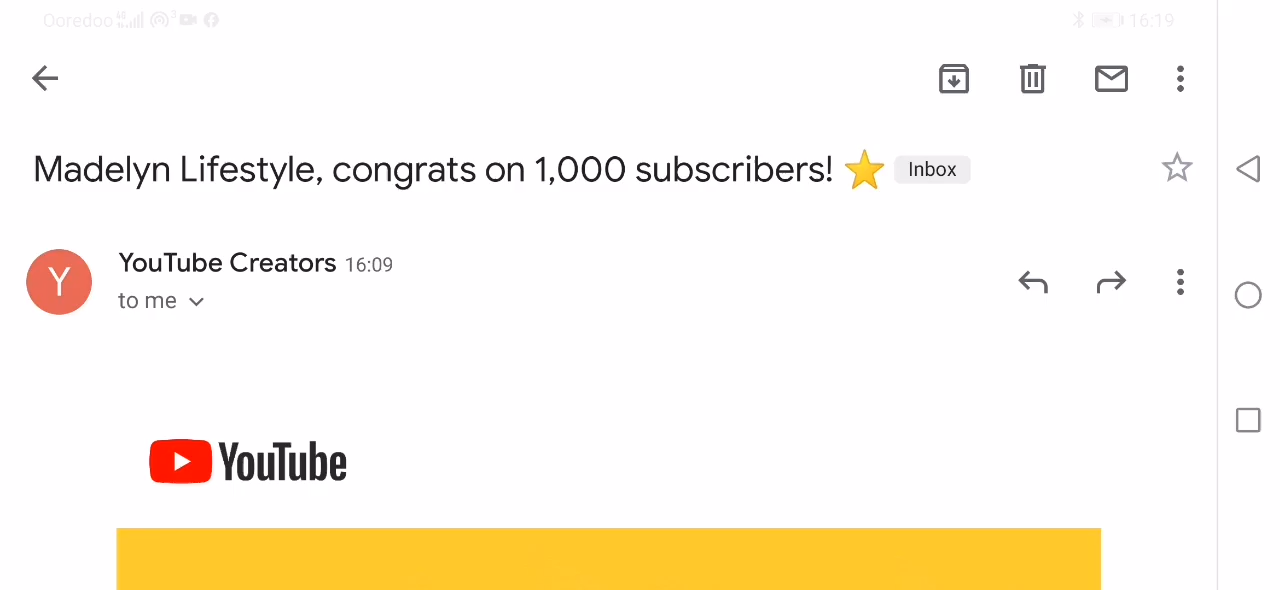 Ooredoo 16:19
Madelyn Lifestyle, congrats on 1,000 subscribers! ⭐ Inbox
Y
YouTube Creators 16:09
to me
YouTube